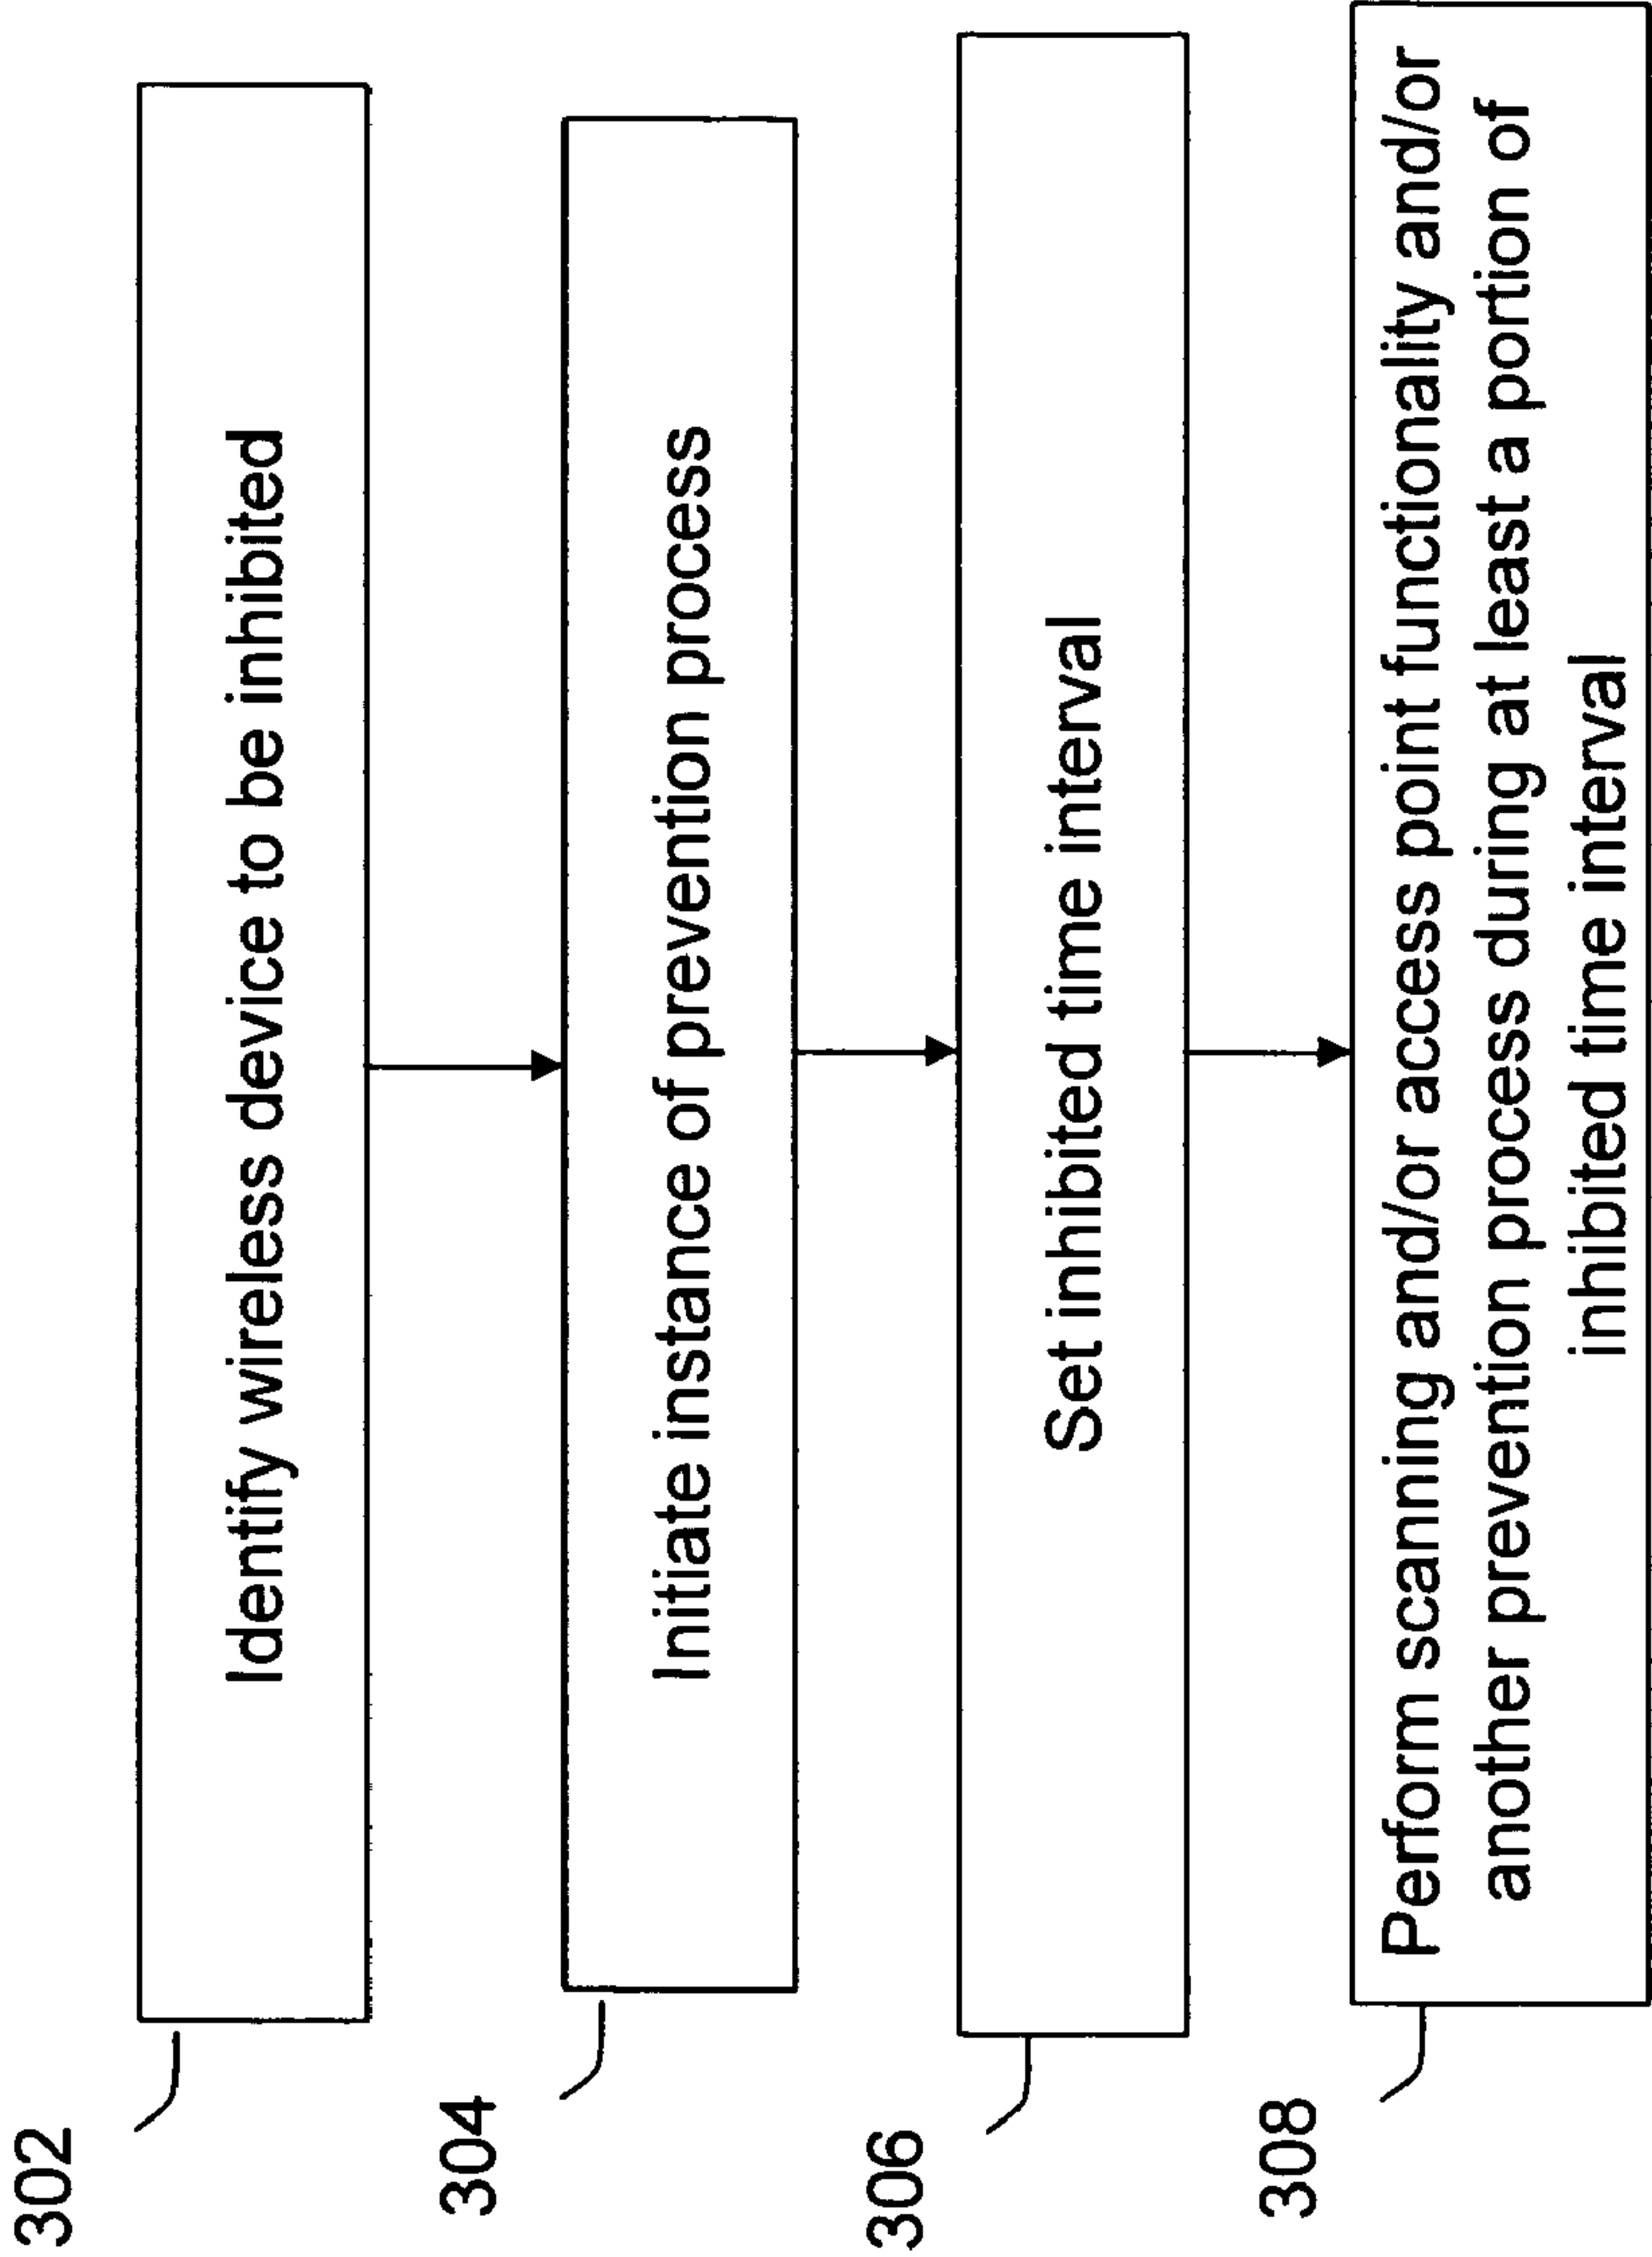 302
Identify wireless device to be inhibited
304
Initiate instance of prevention process
306
Set inhibited time interval
308
Perform scanning and/or access point functionality and/or
another prevention process during at least a portion of
inhibited time interval